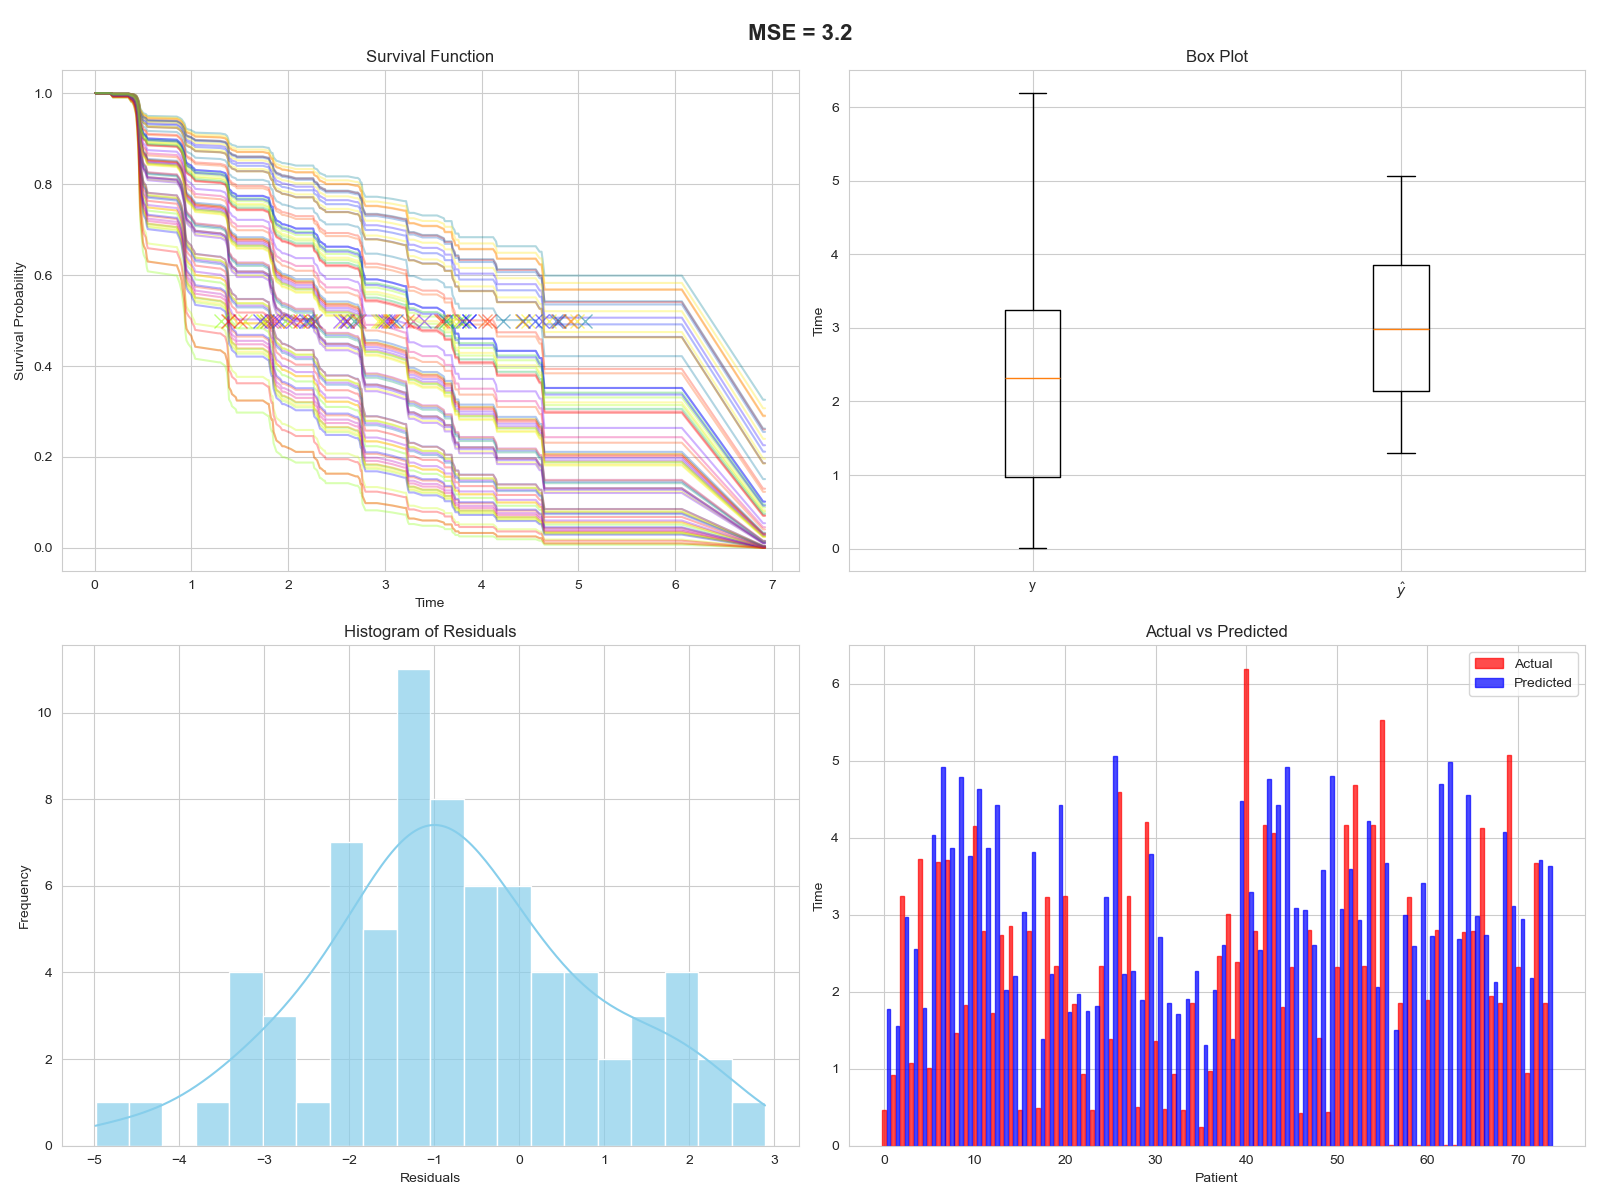 MSE = 3.2
Survival Function
Survival Probability
1.0
0.8
0.6
0.4
0.2
0.0
0 1 2 3 4 5 6 7
Time
Box Plot
Time
6
5
4
3
2
1
0
y ŷ
Histogram of Residuals
Frequency
10
8
6
4
2
0
−5 −4 −3 −2 −1 0 1 2 3
Residuals
Actual vs Predicted
Actual
Predicted
Time
6
5
4
3
2
1
0
0 10 20 30 40 50 60 70
Patient